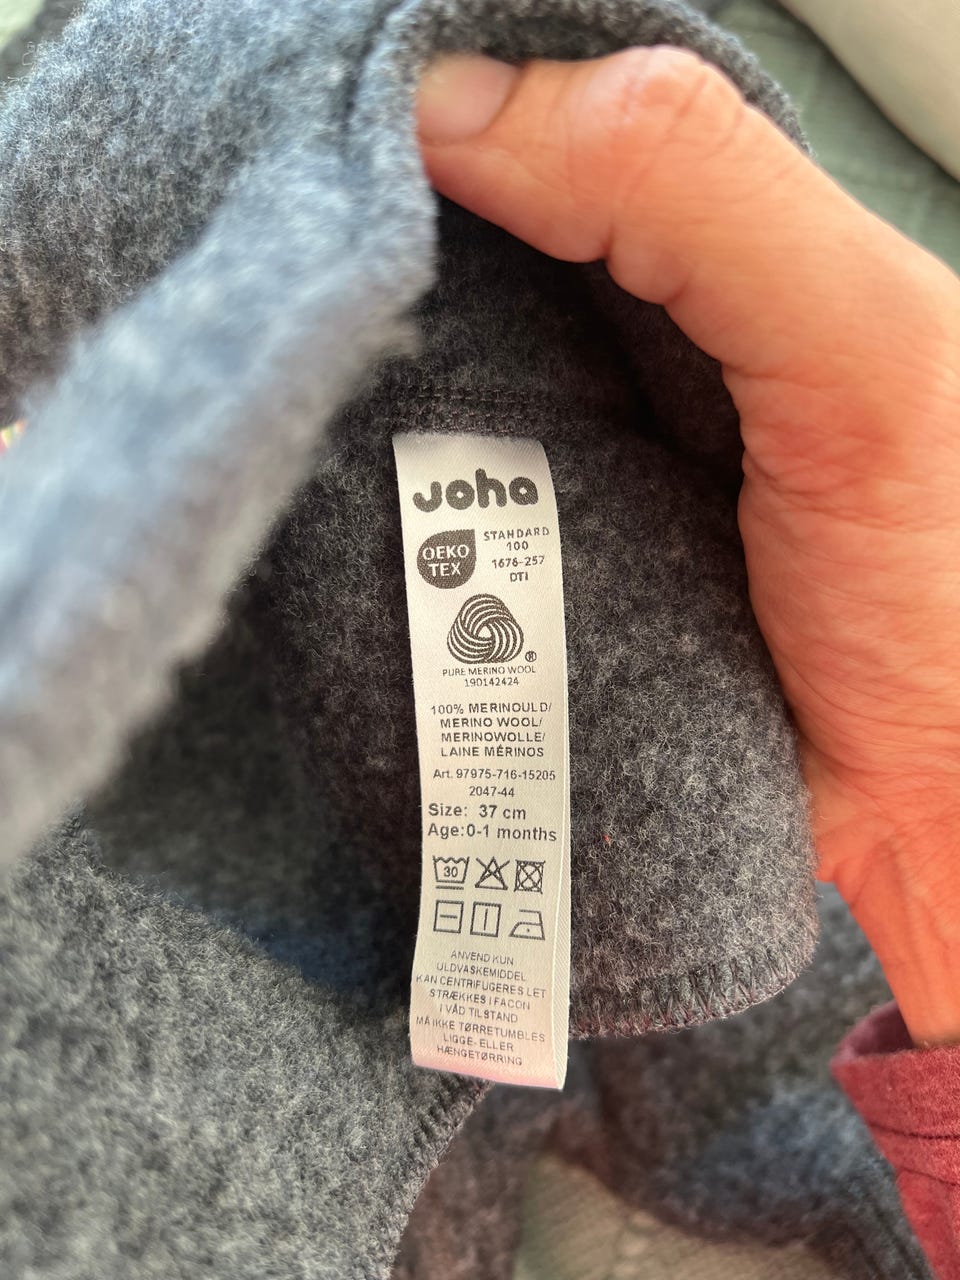 joha
OEKO
TEX
STANDARD
100
1676-257
DTI
®
PURE MERINO WOOL
190142424
100% MERINOULD/
MERINO WOOL/
MERINOWOLLE/
LAINE MÉRINOS
Art. 97975-716-15205
2047-44
Size: 37 cm
Age:0-1 months
30
ANVEND KUN
ULDVASKEMIDDEL
KAN CENTRIFUGERES LET
STRÆKKES I FACON
I VÅD TILSTAND
MÅ IKKE TØRRETUMBLES
LIGGE- ELLER
HÆNGETØRRING